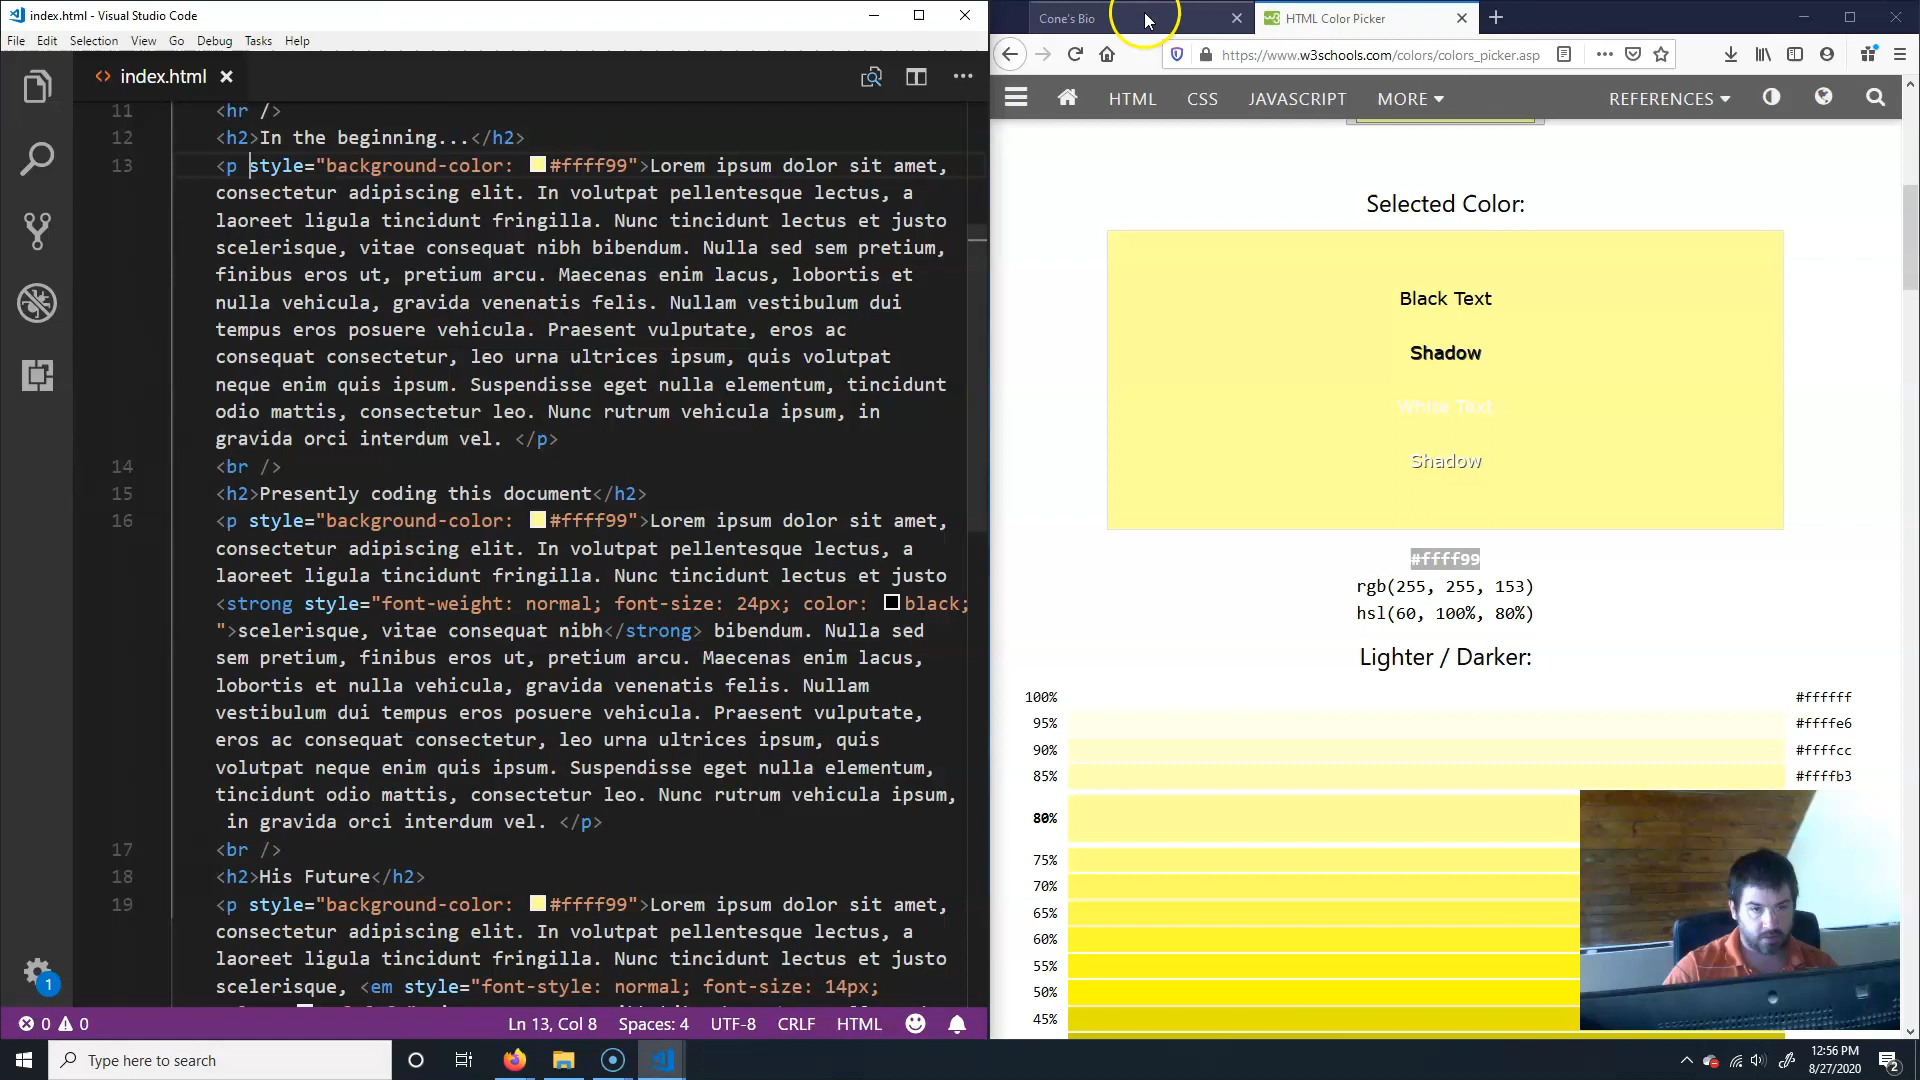 index.html - Visual Studio Code
File Edit Selection View Go Debug Tasks Help
index.html
11 <hr />
12 <h2>In the beginning...</h2>
13 <p style="background-color: #ffff99">Lorem ipsum dolor sit amet,
consectetur adipiscing elit. In volutpat pellentesque lectus, a
laoreet ligula tincidunt fringilla. Nunc tincidunt lectus et justo
scelerisque, vitae consequat nibh bibendum. Nulla sed sem pretium,
finibus eros ut, pretium arcu. Maecenas enim lacus, lobortis et
nulla vehicula, gravida venenatis felis. Nullam vestibulum dui
tempus eros posuere vehicula. Praesent vulputate, eros ac
consequat consectetur, leo urna ultrices ipsum, quis volutpat
neque enim quis ipsum. Suspendisse eget nulla elementum, tincidunt
odio mattis, consectetur leo. Nunc rutrum vehicula ipsum, in
gravida orci interdum vel. </p>
14 <br />
15 <h2>Presently coding this document</h2>
16 <p style="background-color: #ffff99">Lorem ipsum dolor sit amet,
consectetur adipiscing elit. In volutpat pellentesque lectus, a
laoreet ligula tincidunt fringilla. Nunc tincidunt lectus et justo
<strong style="font-weight: normal; font-size: 24px; color: black;
">scelerisque, vitae consequat nibh</strong> bibendum. Nulla sed
sem pretium, finibus eros ut, pretium arcu. Maecenas enim lacus,
lobortis et nulla vehicula, gravida venenatis felis. Nullam
vestibulum dui tempus eros posuere vehicula. Praesent vulputate,
eros ac consequat consectetur, leo urna ultrices ipsum, quis
volutpat neque enim quis ipsum. Suspendisse eget nulla elementum,
tincidunt odio mattis, consectetur leo. Nunc rutrum vehicula ipsum,
in gravida orci interdum vel. </p>
17 <br />
18 <h2>His Future</h2>
19 <p style="background-color: #ffff99">Lorem ipsum dolor sit amet,
consectetur adipiscing elit. In volutpat pellentesque lectus, a
laoreet ligula tincidunt fringilla. Nunc tincidunt lectus et justo
scelerisque, <em style="font-style: normal; font-size: 14px;
1
0 0 Ln 13, Col 8 Spaces: 4 UTF-8 CRLF HTML
Cone's Bio
HTML Color Picker
https://www.w3schools.com/colors/colors_picker.asp
HTML CSS JAVASCRIPT MORE REFERENCES
Selected Color:
Black Text
Shadow
White Text
Shadow
#ffff99
rgb(255, 255, 153)
hsl(60, 100%, 80%)
Lighter / Darker:
100% #ffffff
95% #ffffe6
90% #ffffcc
85% #ffffb3
80%
75%
70%
65%
60%
55%
50%
45%
Type here to search
12:56 PM
8/27/2020
2